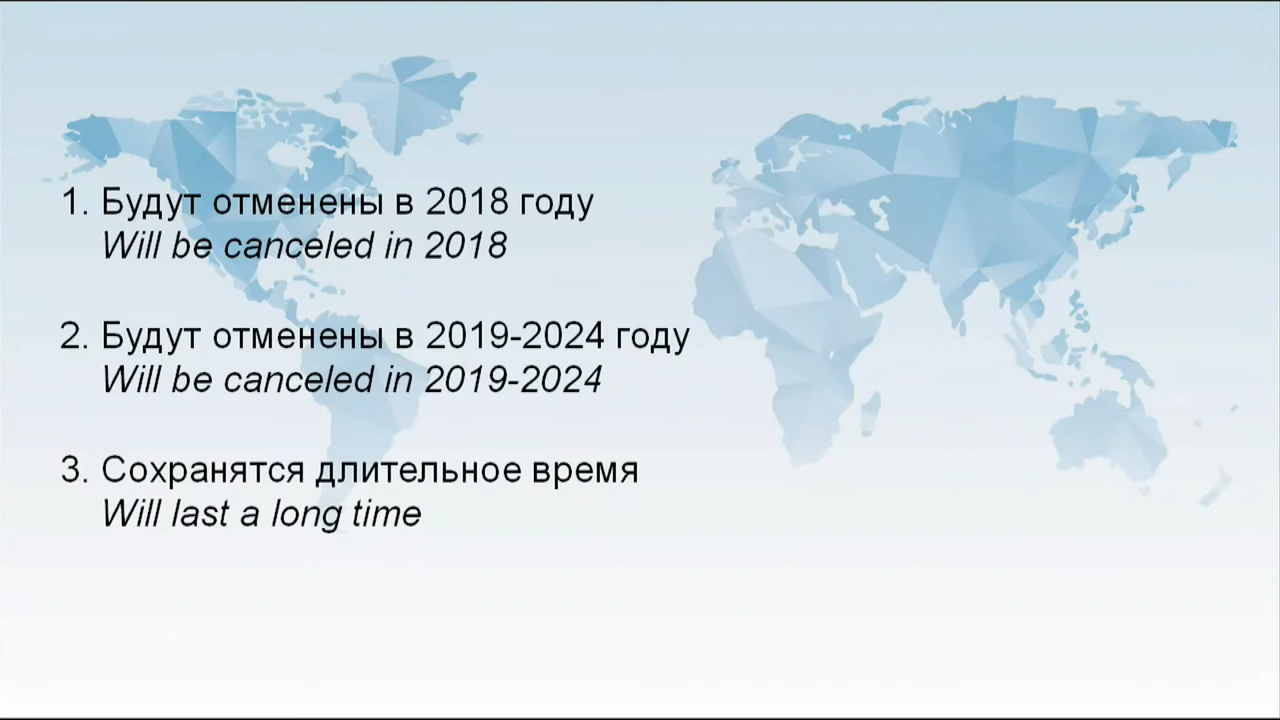 1. Будут отменены в 2018 году
Will be canceled in 2018
2. Будут отменены в 2019-2024 году
Will be canceled in 2019-2024
3. Сохранятся длительное время
Will last a long time